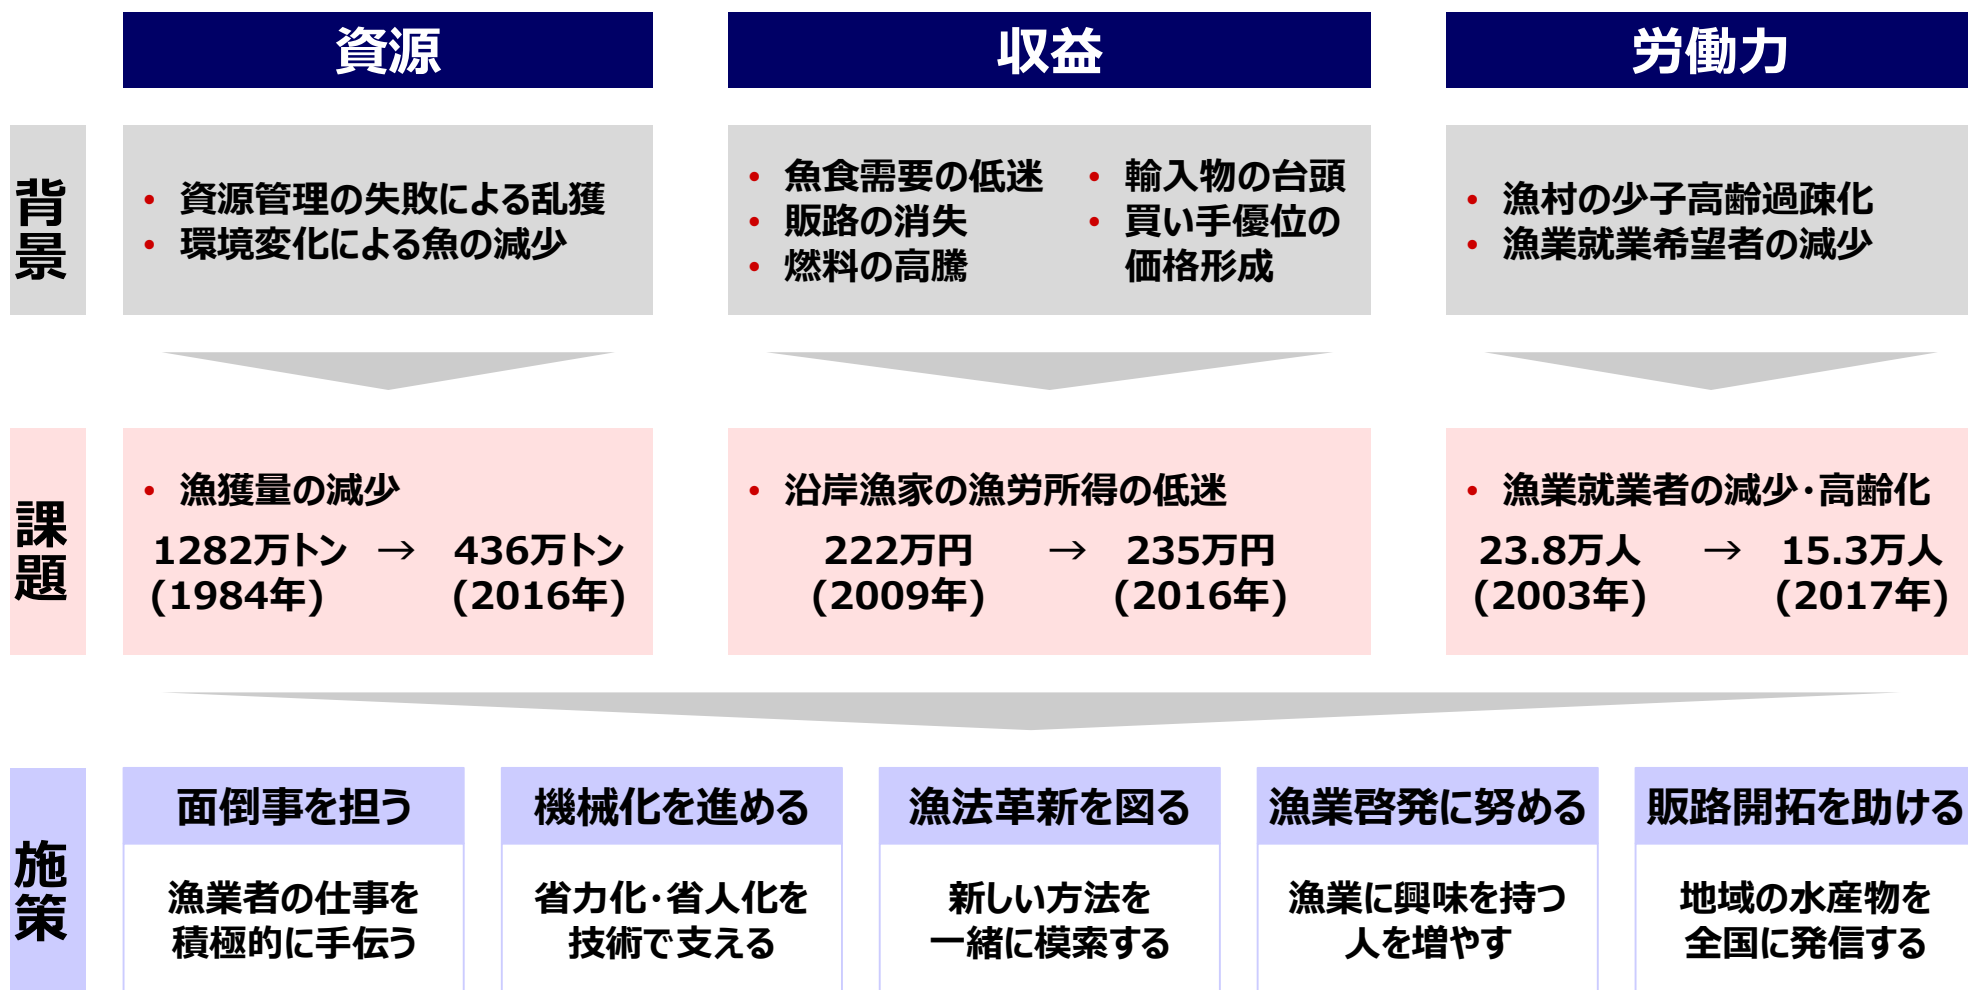 資源
収益
労働力
背景
• 資源管理の失敗による乱獲
• 環境変化による魚の減少
• 魚食需要の低迷
• 販路の消失
• 燃料の高騰
• 輸入物の台頭
• 買い手優位の
価格形成
• 漁村の少子高齢過疎化
• 漁業就業希望者の減少
課題
• 漁獲量の減少
1282万トン → 436万トン
(1984年) (2016年)
• 沿岸漁家の漁労所得の低迷
222万円 → 235万円
(2009年) (2016年)
• 漁業就業者の減少・高齢化
23.8万人 → 15.3万人
(2003年) (2017年)
施策
面倒事を担う
漁業者の仕事を
積極的に手伝う
機械化を進める
省力化・省人化を
技術で支える
漁法革新を図る
新しい方法を
一緒に模索する
漁業啓発に努める
漁業に興味を持つ
人を増やす
販路開拓を助ける
地域の水産物を
全国に発信する